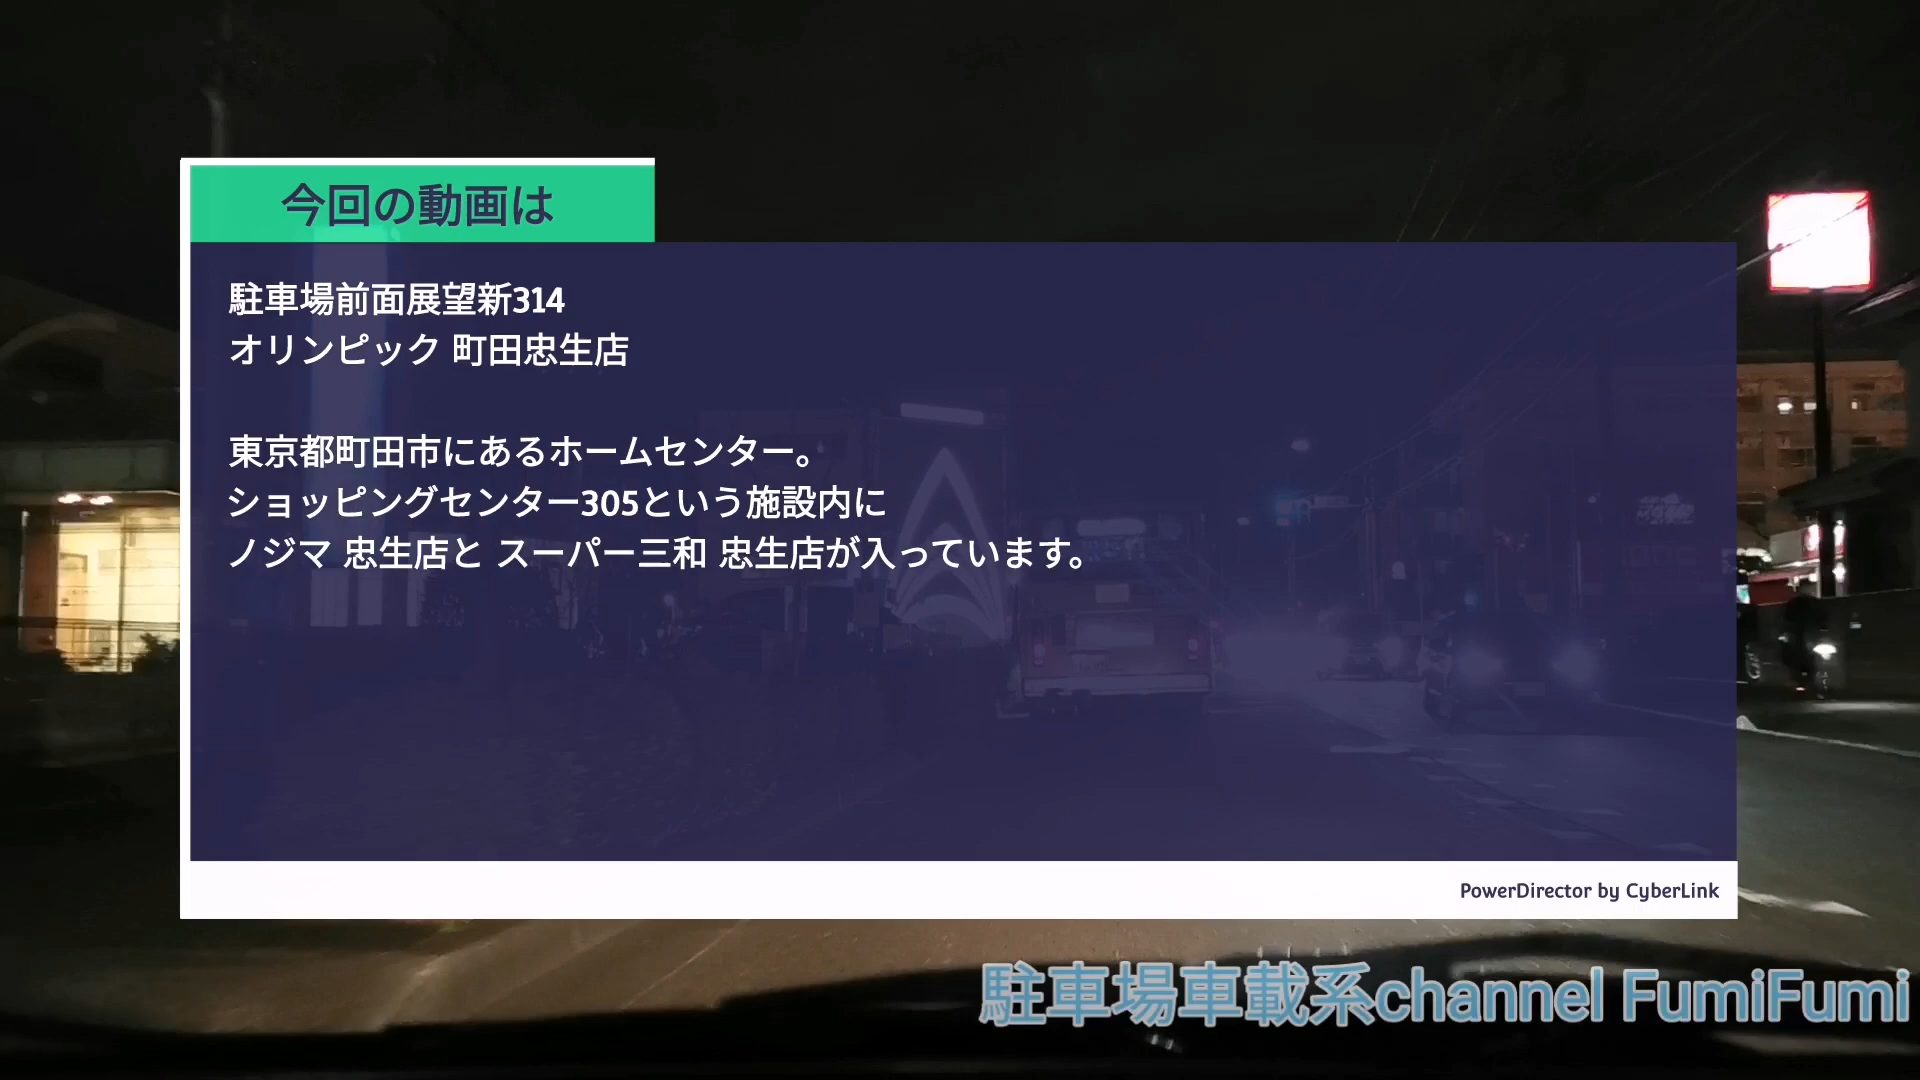 今回の動画は
駐車場前面展望新314
オリンピック 町田忠生店
東京都町田市にあるホームセンター。
ショッピングセンター305という施設内に
ノジマ 忠生店と スーパー三和 忠生店が入っています。
PowerDirector by CyberLink
駐車場車載系channel FumiFumi